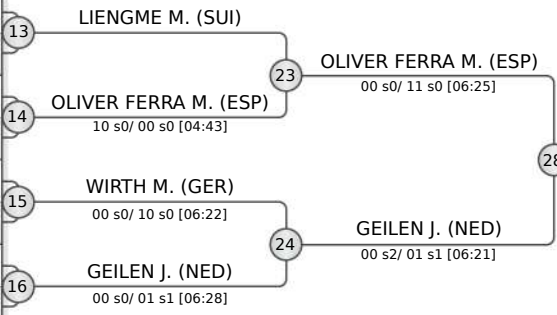 LIENGME M. (SUI)
13
OLIVER FERRA M. (ESP)
23
00 s0/ 11 s0 [06:25]
OLIVER FERRA M. (ESP)
14
10 s0/ 00 s0 [04:43]
28
WIRTH M. (GER)
15
00 s0/ 10 s0 [06:22]
GEILEN J. (NED)
24
00 s2/ 01 s1 [06:21]
GEILEN J. (NED)
16
00 s0/ 01 s1 [06:28]